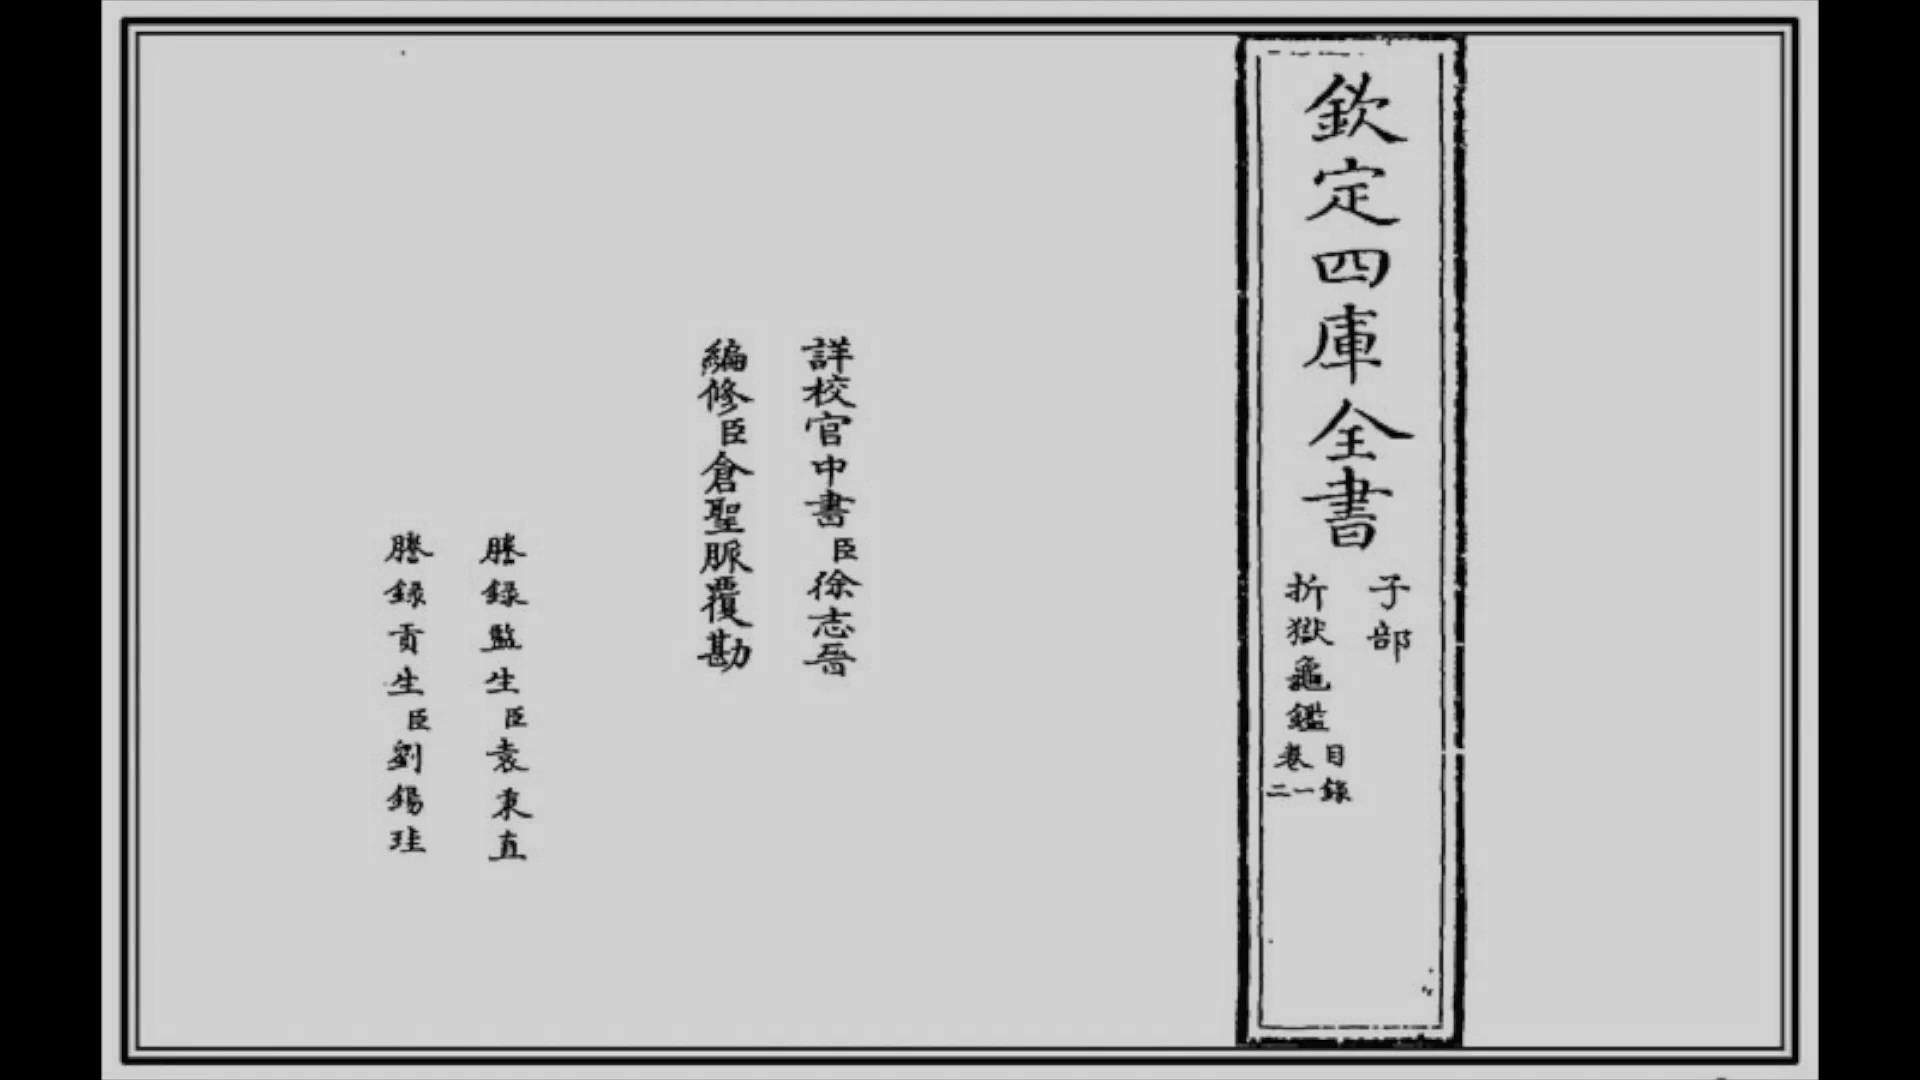 欽定四庫全書
子部
折獄龜鑑
目錄
卷一
二
詳校官中書臣徐志晉
編修臣倉聖脈覆勘
謄錄監生臣袁秉直
謄錄貢生臣劉錫珪